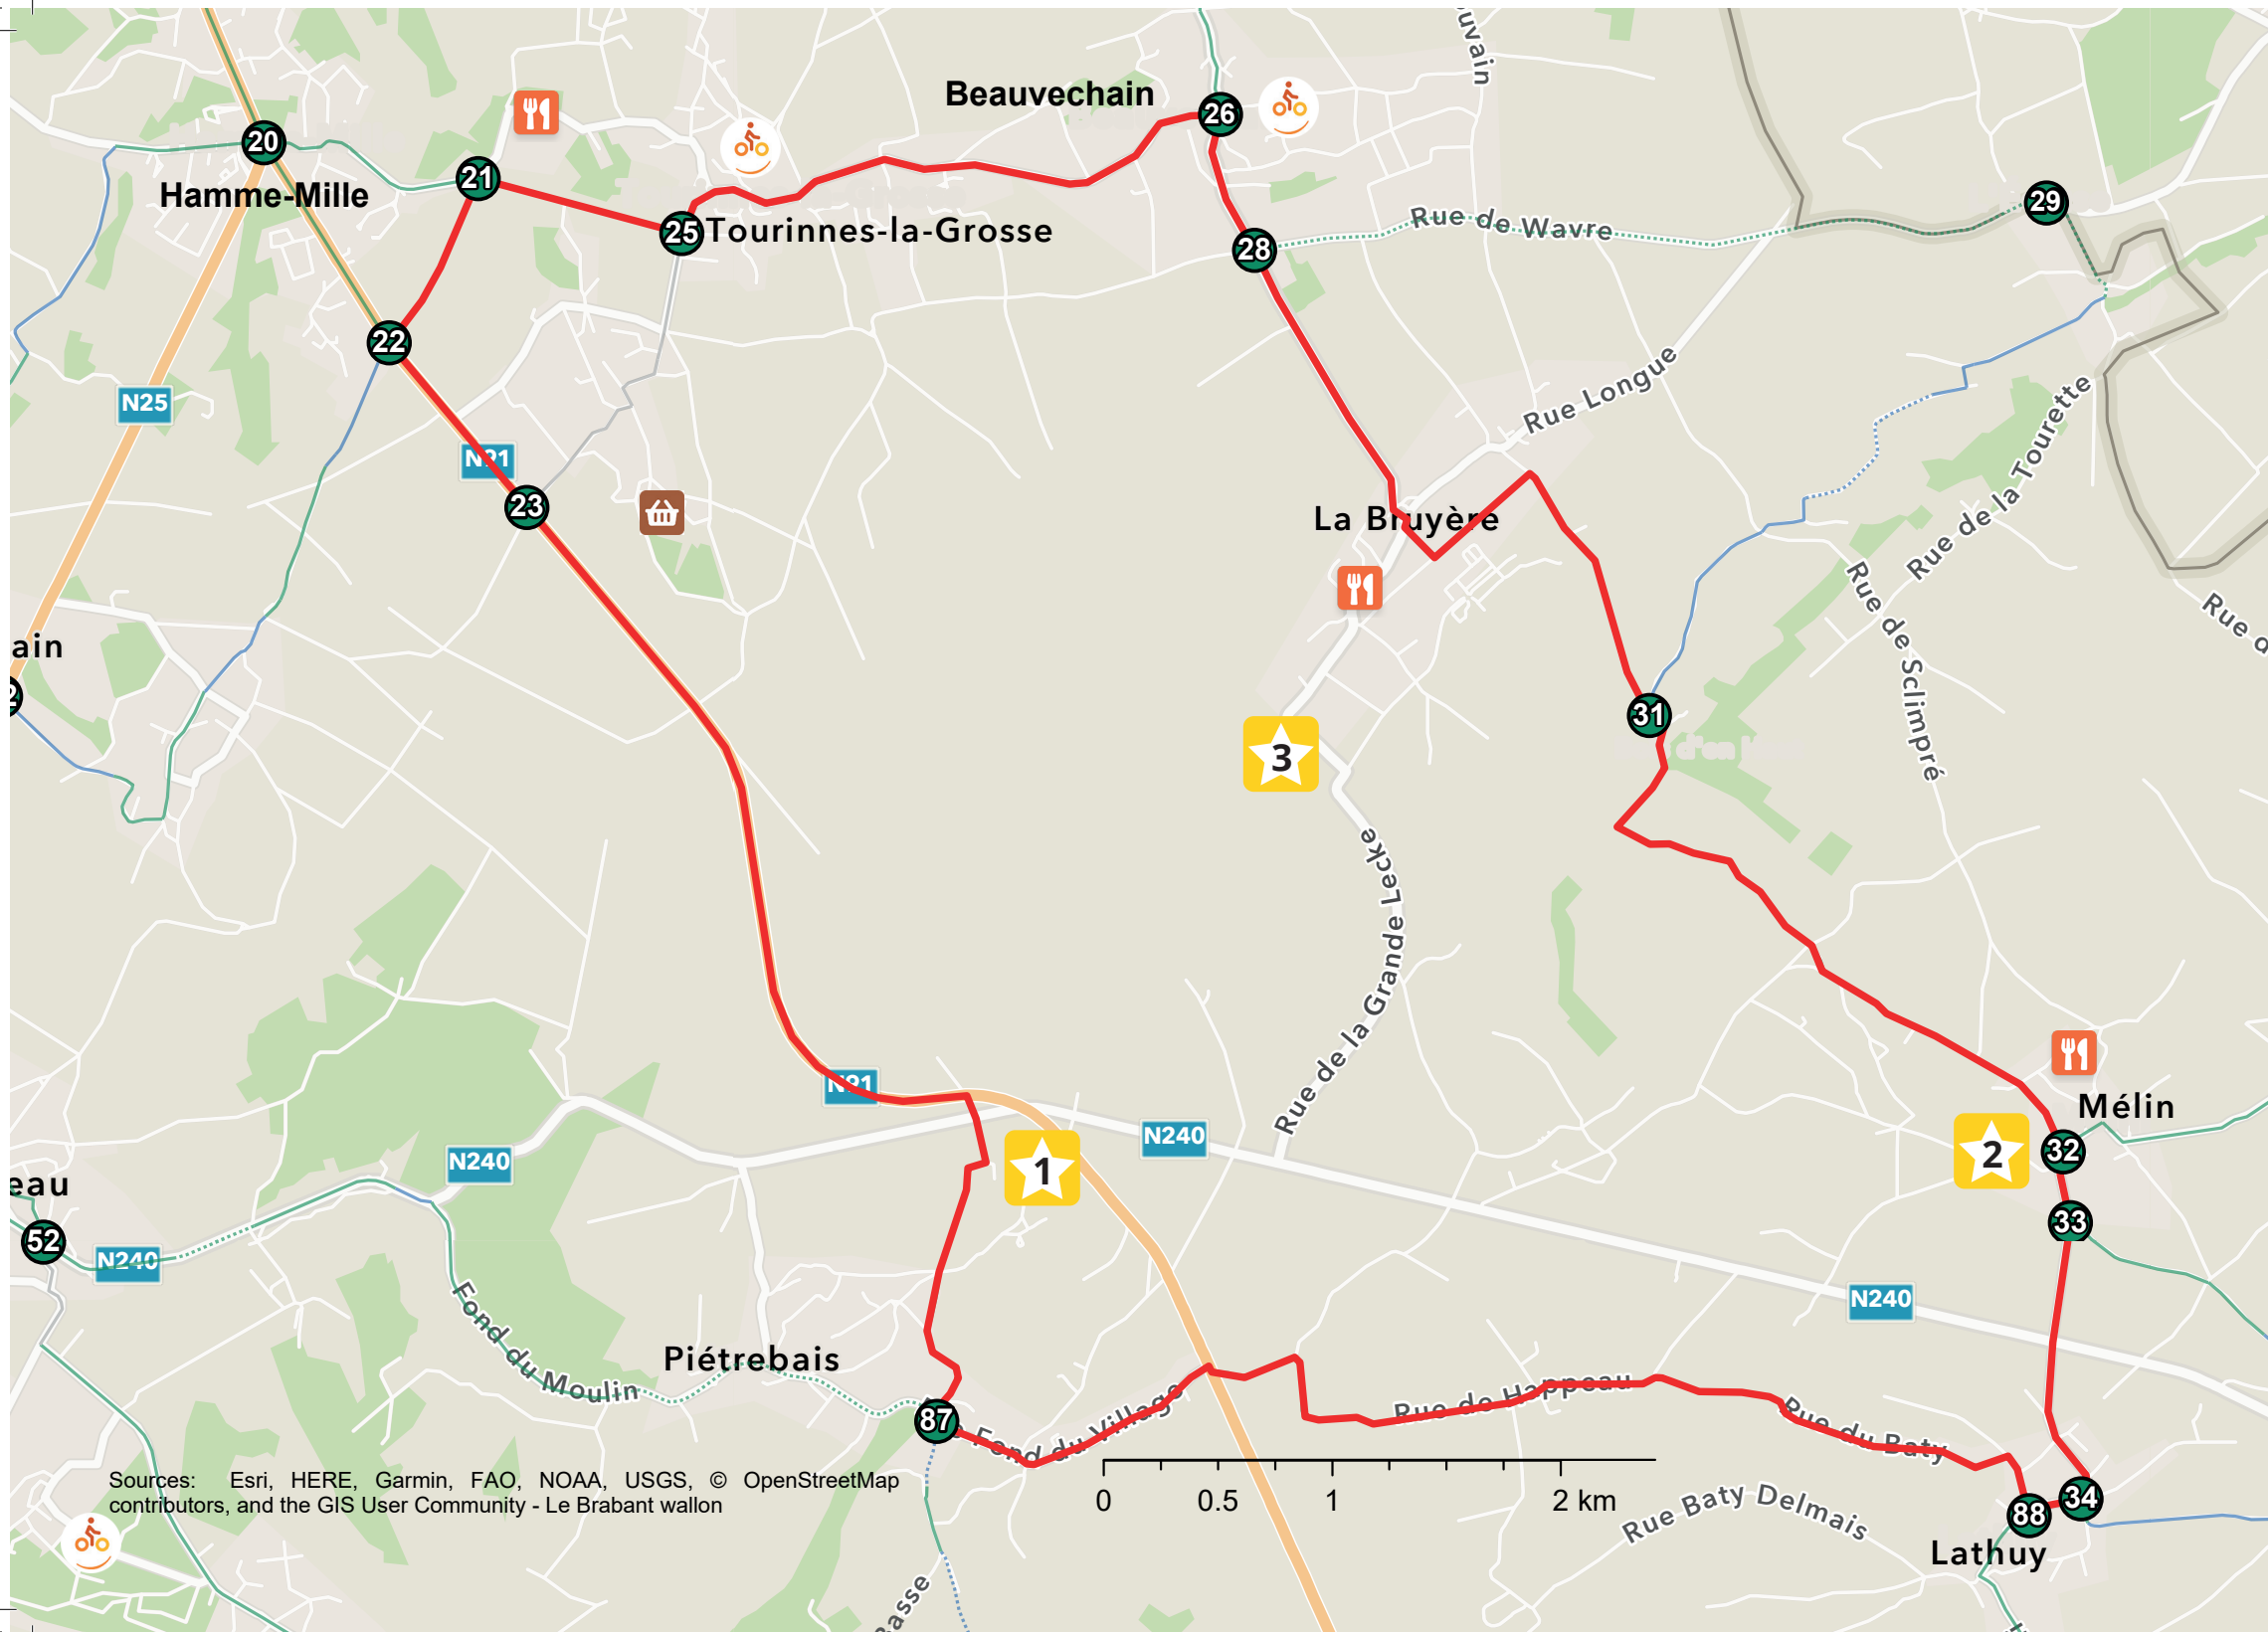 Beauvechain
26
20
21
Hamme-Mille
25
Tourinnes-la-Grosse
28
Rue de Wavre
29
22
N25
N91
23
Rue Longue
La Bruyère
Rue de la Tourette
Rue de Sclimpré
ain
31
3
Rue de la Grande Lecke
N91
1
N240
N240
Mélin
32
2
33
eau
52
N240
N240
Fond du Moulin
Piétrebais
87
Fond du Village
Rue de Happeau
Rue du Baty
Rue Baty Delmais
34
88
Lathuy
0 0.5 1 2 km
Sources: Esri, HERE, Garmin, FAO, NOAA, USGS, © OpenStreetMap
contributors, and the GIS User Community - Le Brabant wallon